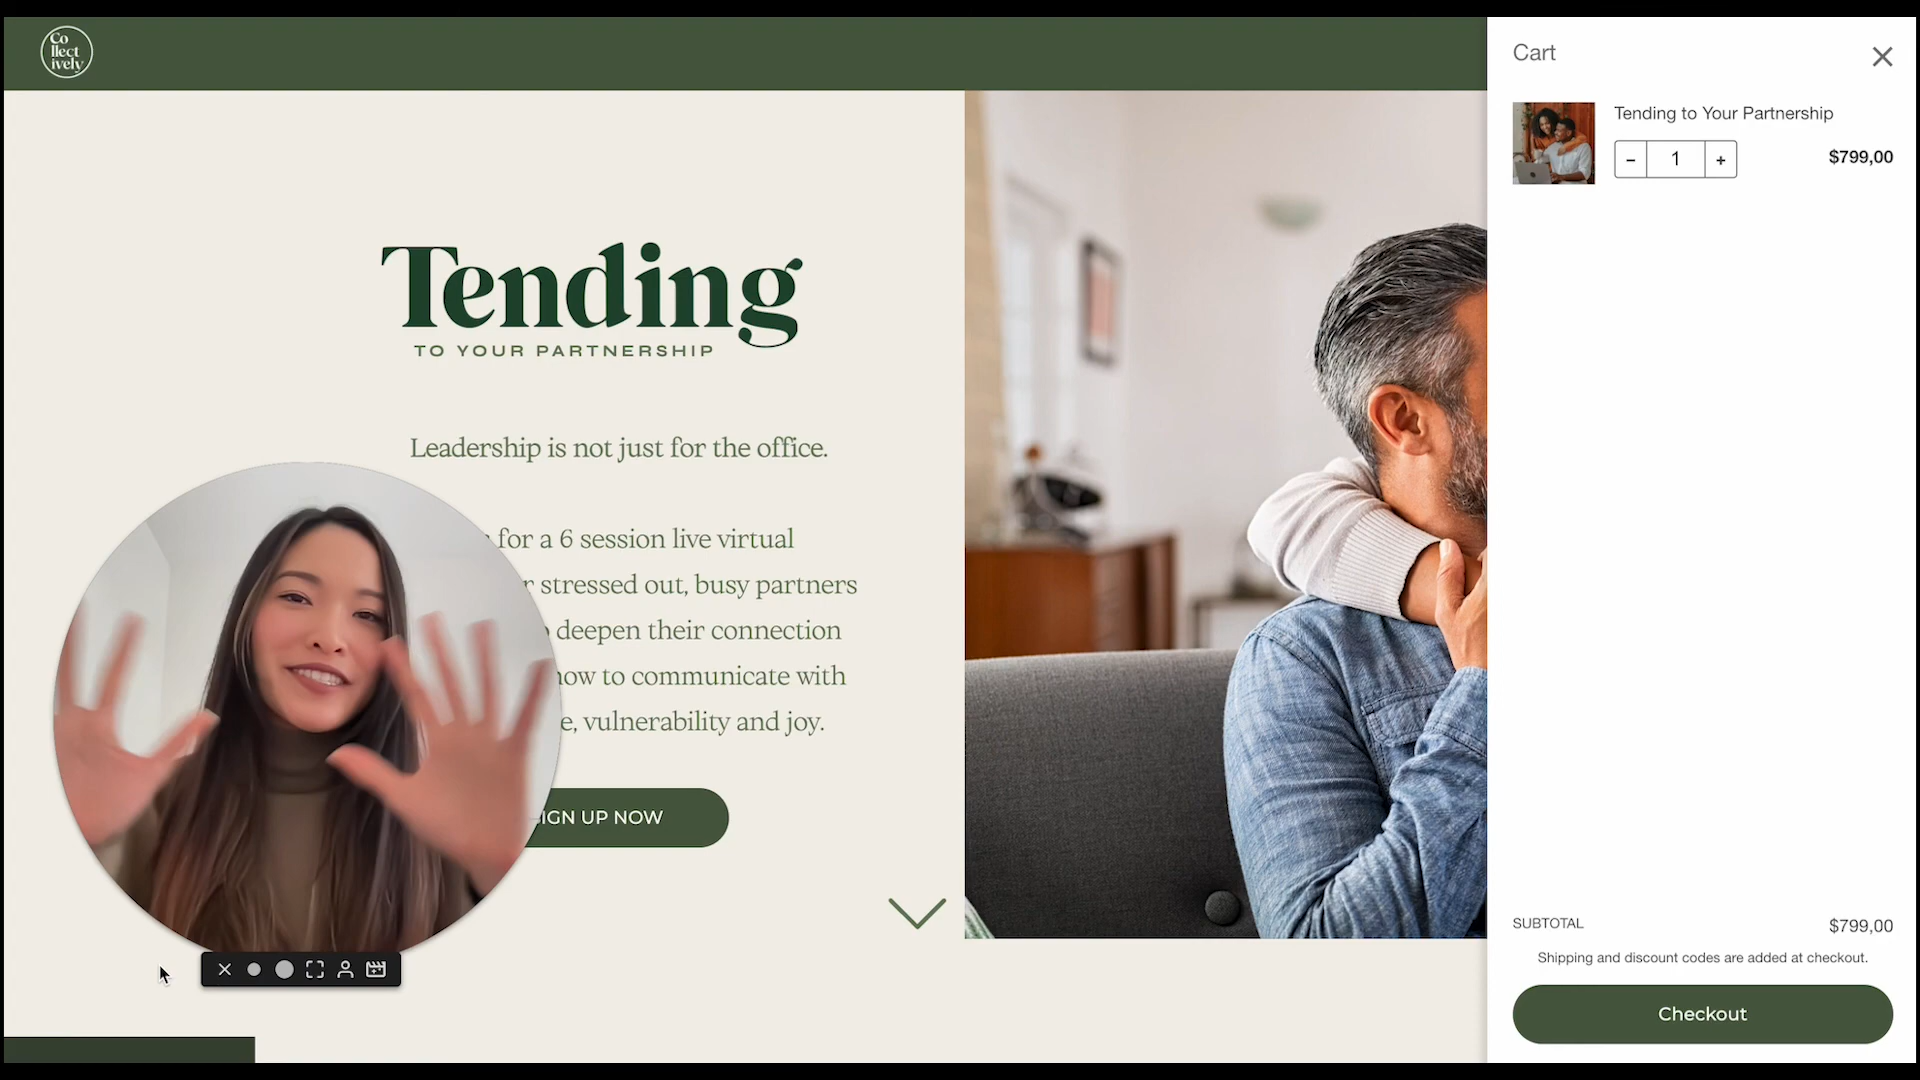 Co
llect
ively
Tending
TO YOUR PARTNERSHIP
Leadership is not just for the office.
for a 6 session live virtual
stressed out, busy partners
deepen their connection
how to communicate with
vulnerability and joy.
SIGN UP NOW
Cart
Tending to Your Partnership
- 1 +
$799,00
SUBTOTAL
$799,00
Shipping and discount codes are added at checkout.
Checkout